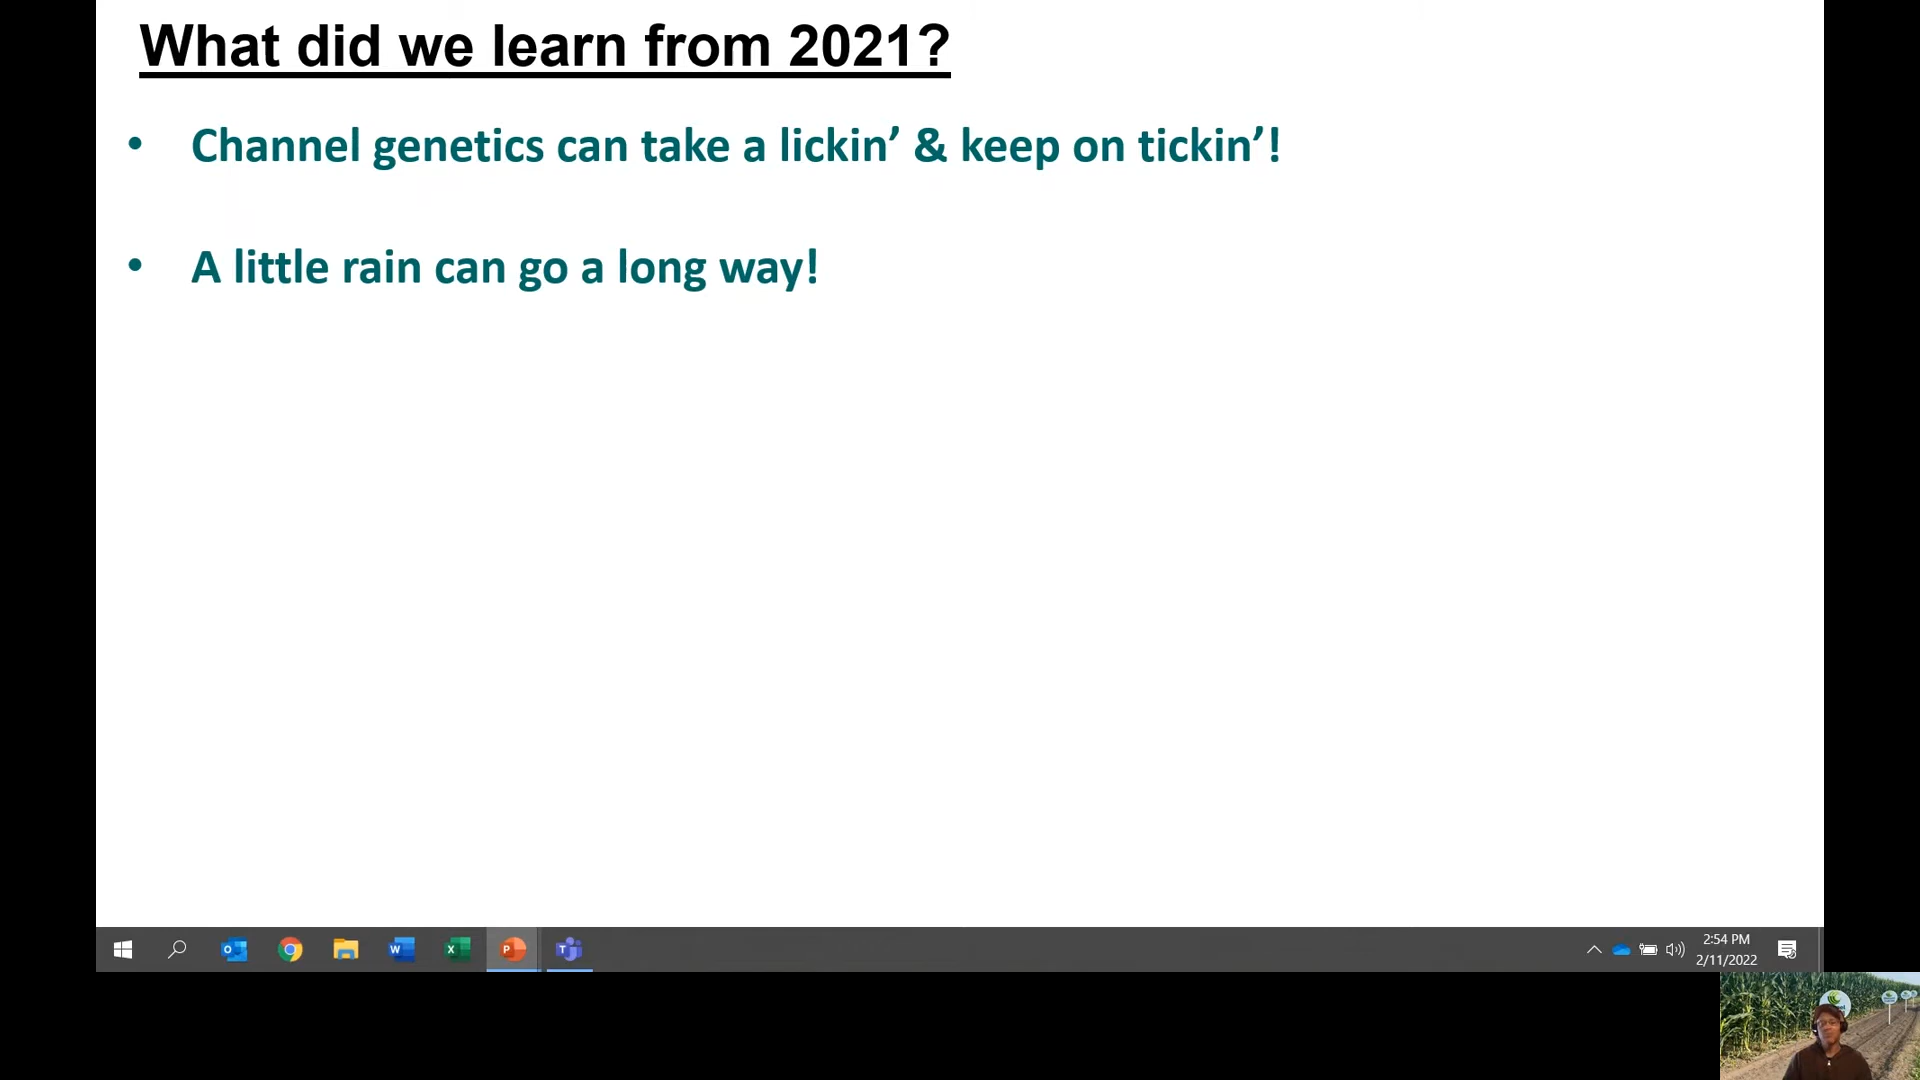 What did we learn from 2021?
• Channel genetics can take a lickin’ & keep on tickin’!
• A little rain can go a long way!
2:54 PM
2/11/2022